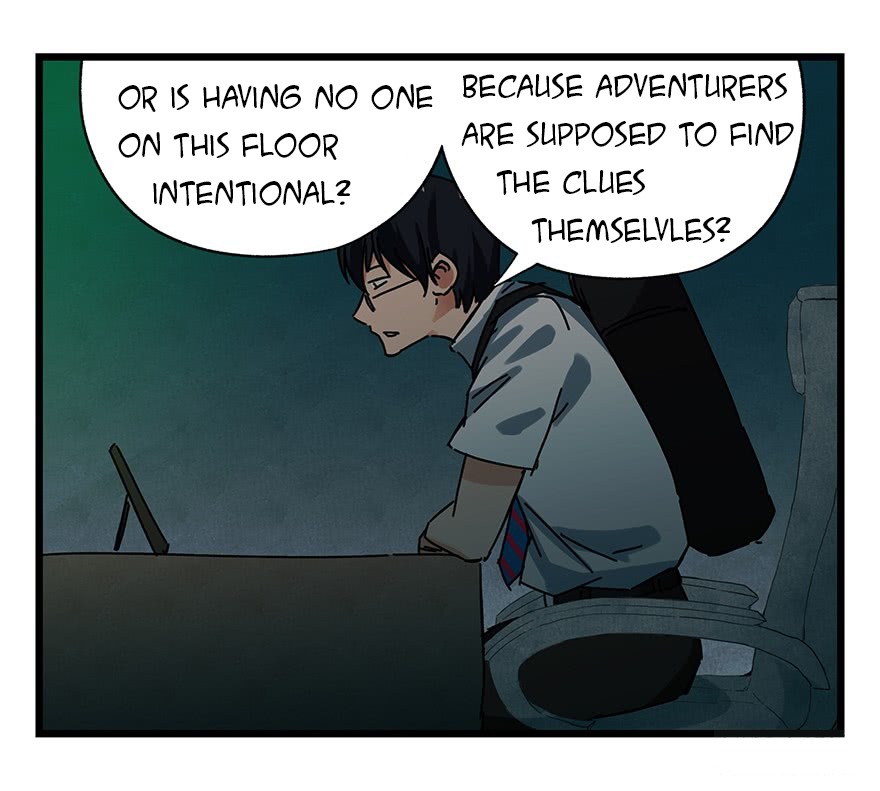 OR IS HAVING NO ONE
ON THIS FLOOR
INTENTIONAL?
BECAUSE ADVENTURERS
ARE SUPPOSED TO FIND
THE CLUES
THEMSELVLES?